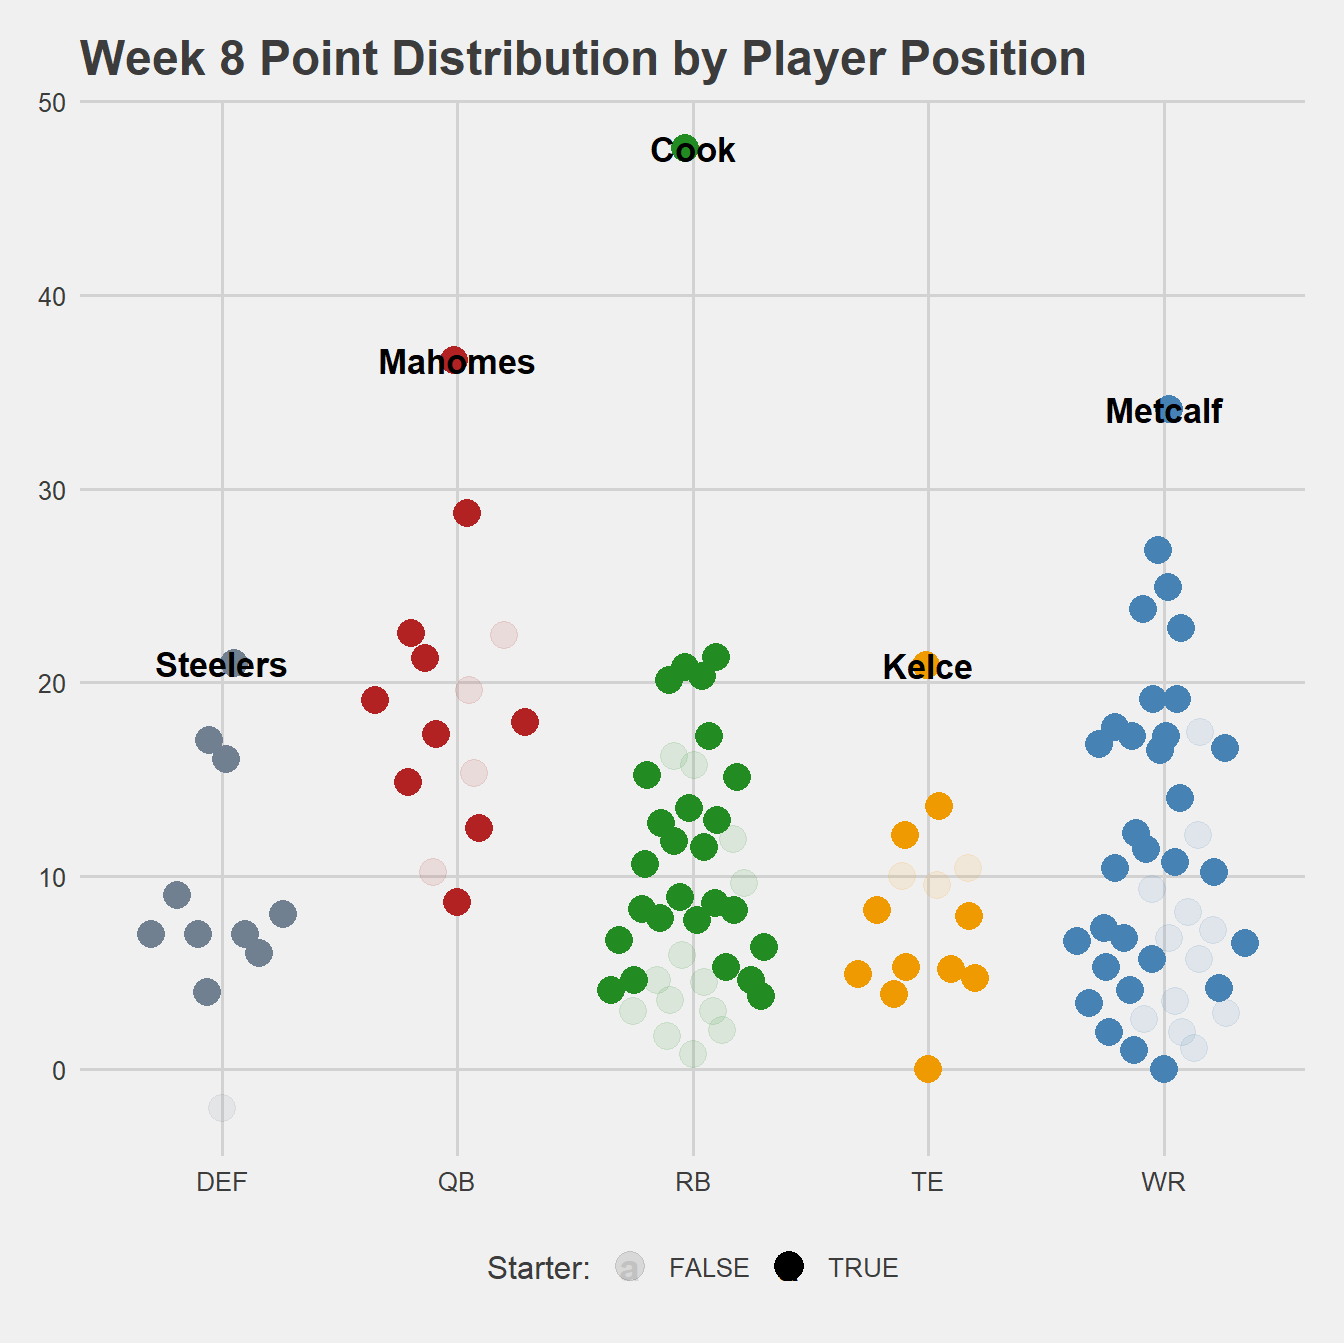 Week 8 Point Distribution by Player Position
50
Cook
40
Mahomes
Metcalf
30
Steelers
Kelce
20
10
0
DEF QB RB TE WR
Starter: a FALSE TRUE